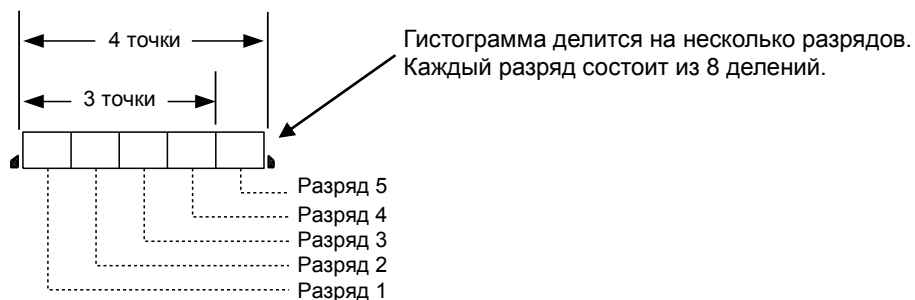 4 точки
Гистограмма делится на несколько разрядов.
Каждый разряд состоит из 8 делений.
3 точки
Разряд 5
Разряд 4
Разряд 3
Разряд 2
Разряд 1